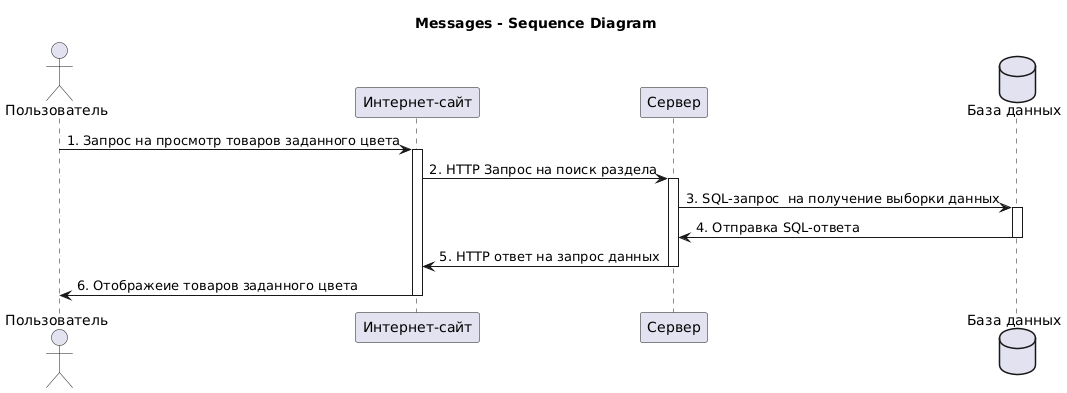 Messages - Sequence Diagram
Пользователь
Интернет-сайт
Сервер
База данных
1. Запрос на просмотр товаров заданного цвета
2. HTTP Запрос на поиск раздела
3. SQL-запрос  на получение выборки данных
4. Отправка SQL-ответа
5. HTTP ответ на запрос данных
6. Отображеие товаров заданного цвета
Пользователь
Интернет-сайт
Сервер
База данных